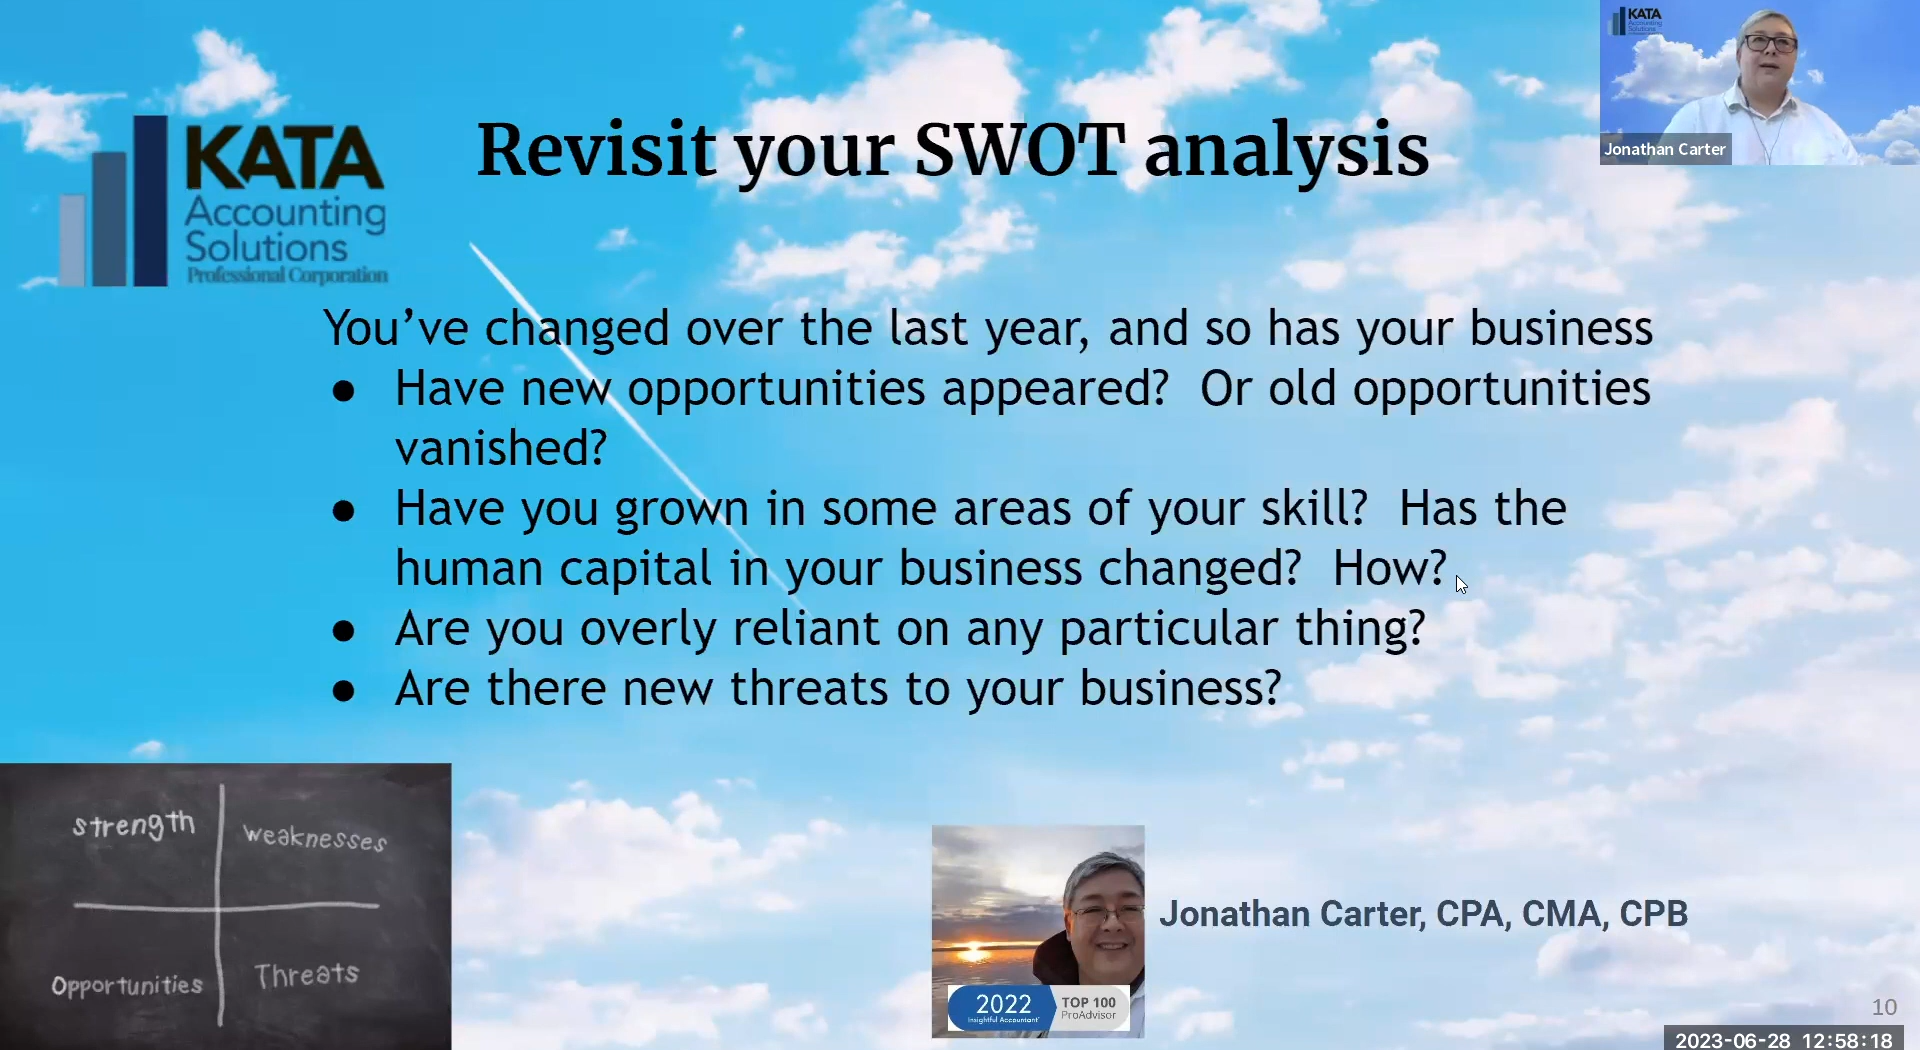 KATA
Accounting
Solutions
Professional Corporation
Revisit your SWOT analysis
KATA
Accounting
Solutions
Jonathan Carter
You’ve changed over the last year, and so has your business
● Have new opportunities appeared?  Or old opportunities
vanished?
● Have you grown in some areas of your skill?  Has the
human capital in your business changed?  How?
● Are you overly reliant on any particular thing?
● Are there new threats to your business?
strength
weaknesses
Opportunities
Threats
2022
Insightful Accountant
TOP 100
ProAdvisor
Jonathan Carter, CPA, CMA, CPB
10
2023-06-28 12:58:18